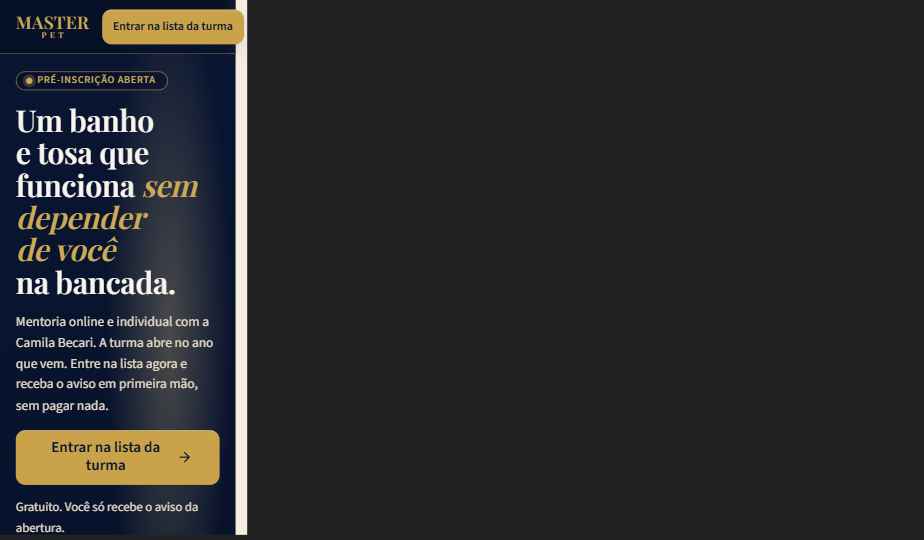 MASTER
PET
Entrar na lista da turma
PRÉ-INSCRIÇÃO ABERTA
Um banho
e tosa que
funciona sem
depender
de você
na bancada.
Mentoria online e individual com a
Camila Becari. A turma abre no ano
que vem. Entre na lista agora e
receba o aviso em primeira mão,
sem pagar nada.
Entrar na lista da
turma
Gratuito. Você só recebe o aviso da
abertura.